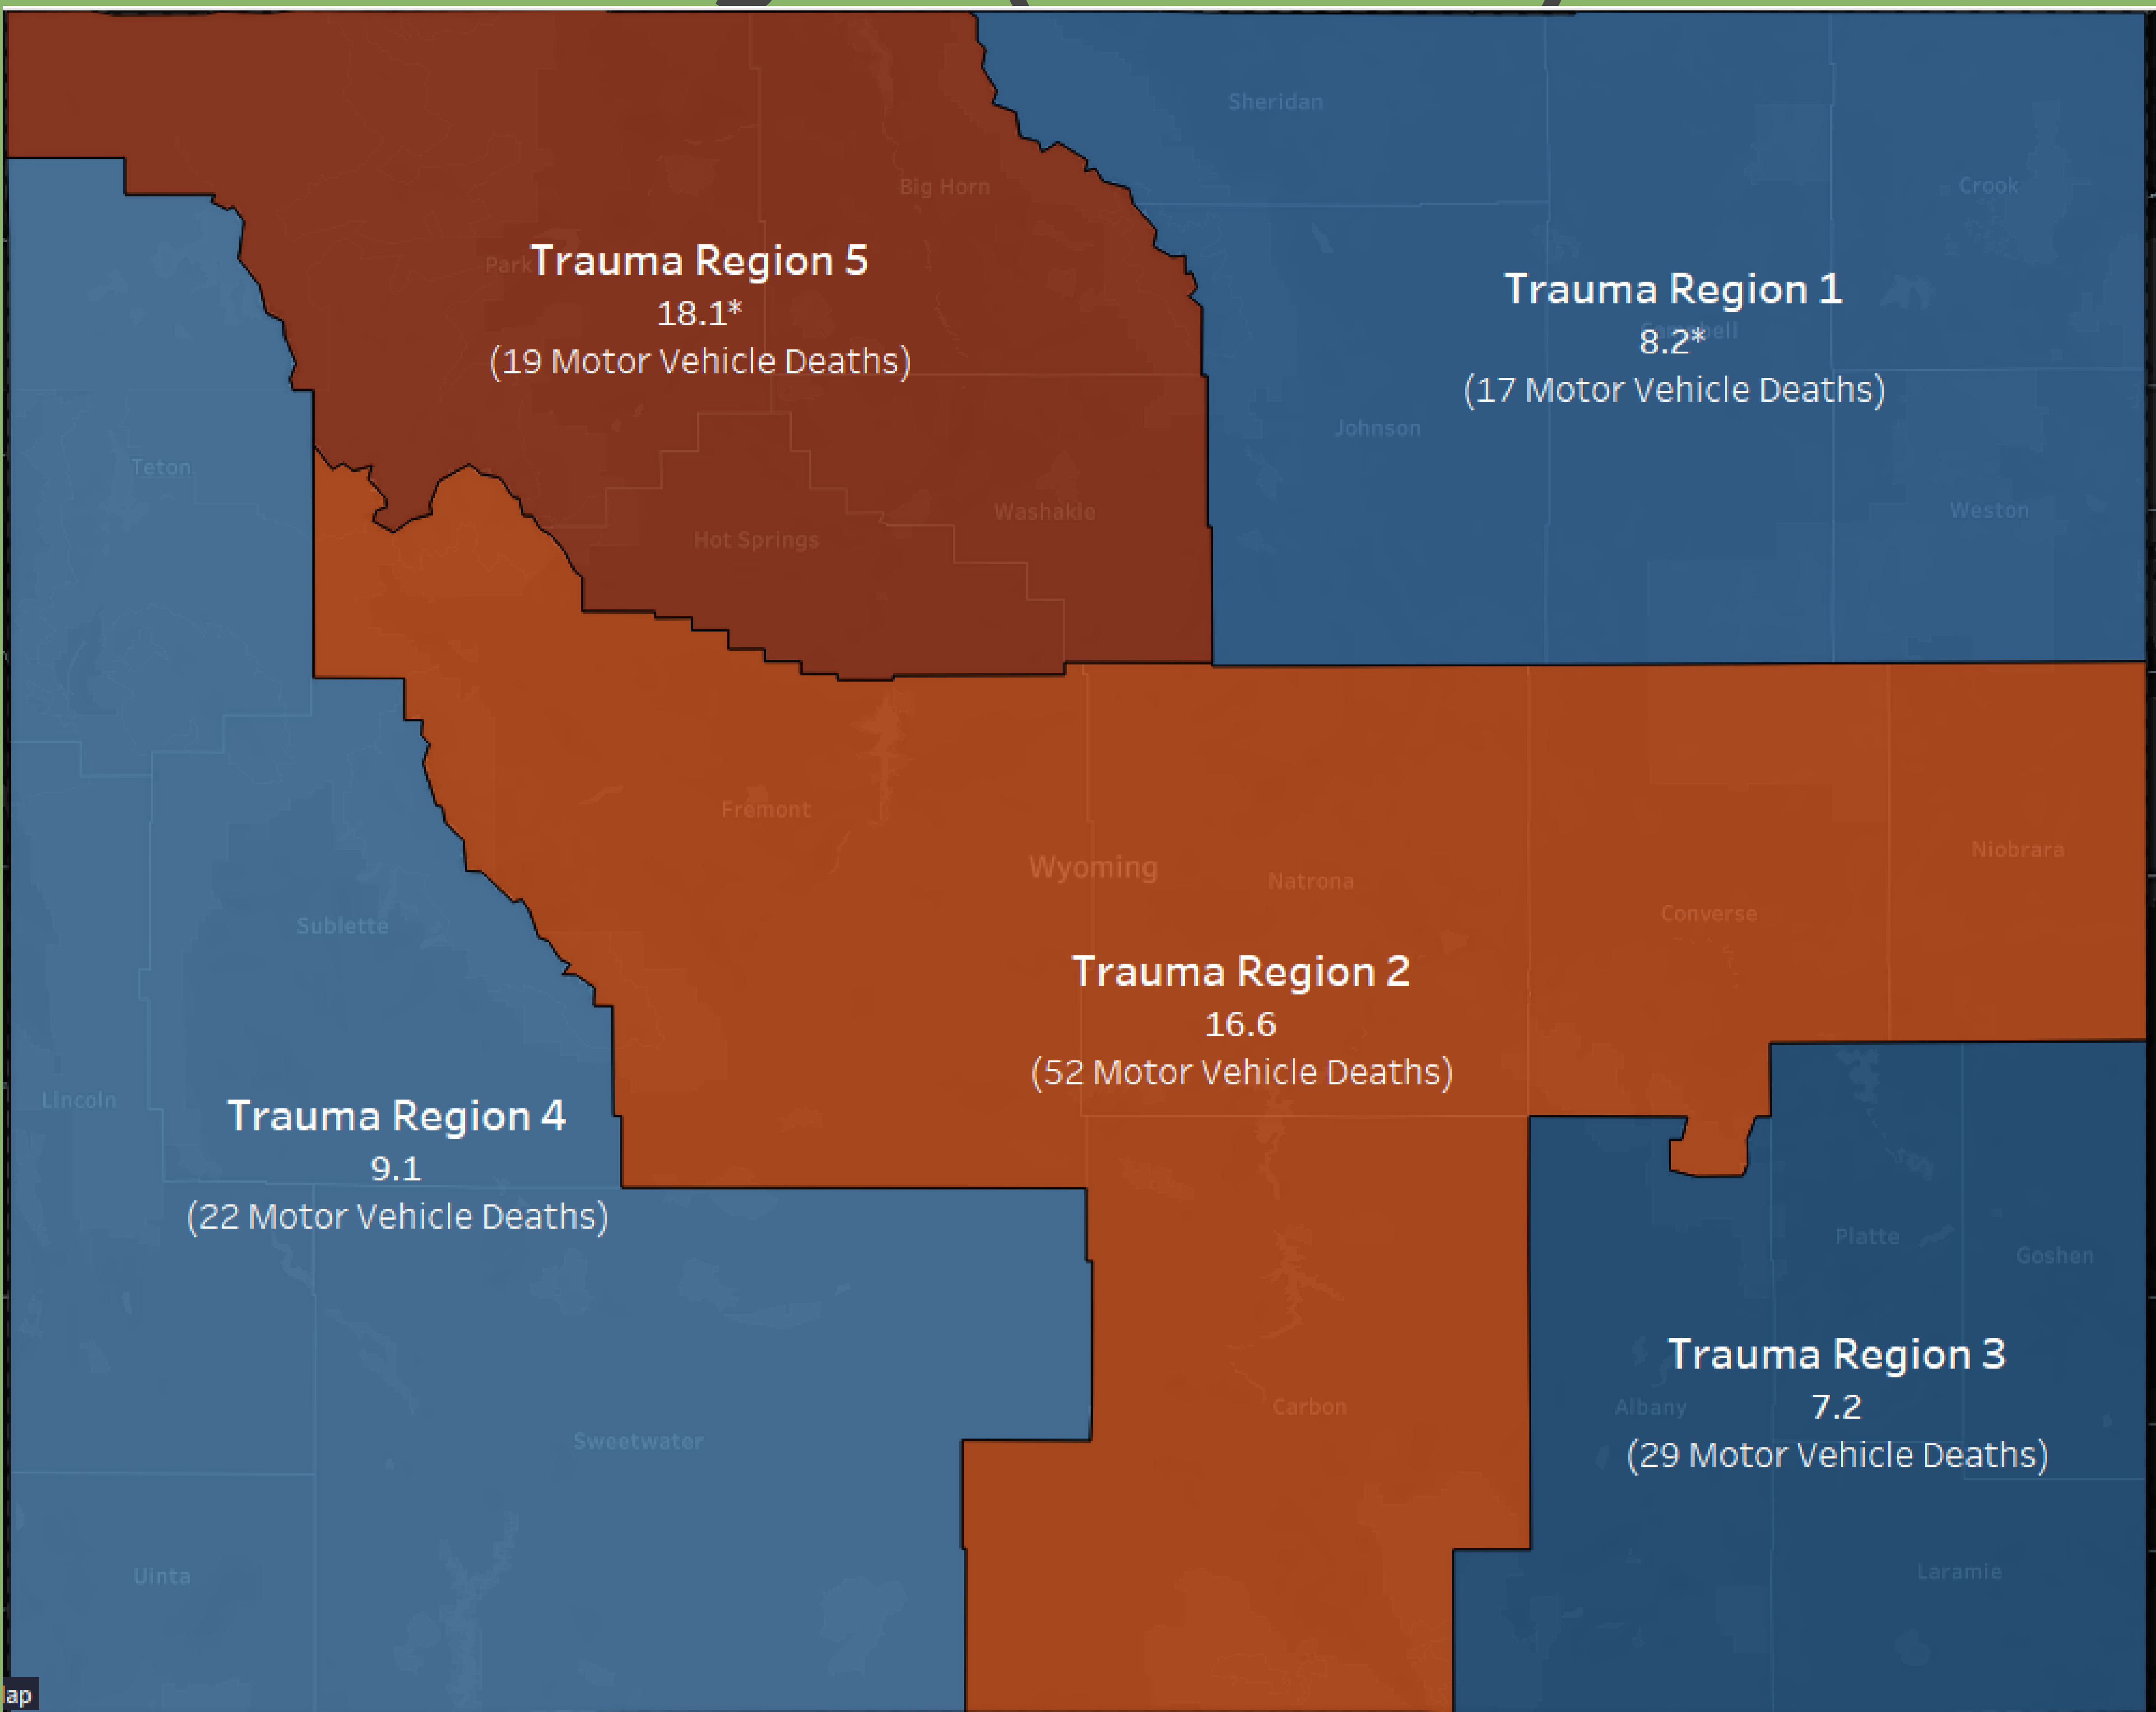 Sheridan
Crook
Big Horn
Park
Trauma Region 5
18.1*
(19 Motor Vehicle Deaths)
Trauma Region 1
Campbell
8.2*
(17 Motor Vehicle Deaths)
Johnson
Teton
Weston
Washakie
Hot Springs
Fremont
Wyoming
Natrona
Niobrara
Converse
Sublette
Trauma Region 2
16.6
(52 Motor Vehicle Deaths)
Lincoln
Trauma Region 4
9.1
(22 Motor Vehicle Deaths)
Platte
Goshen
Trauma Region 3
7.2
(29 Motor Vehicle Deaths)
Albany
Carbon
Sweetwater
Uinta
Laramie